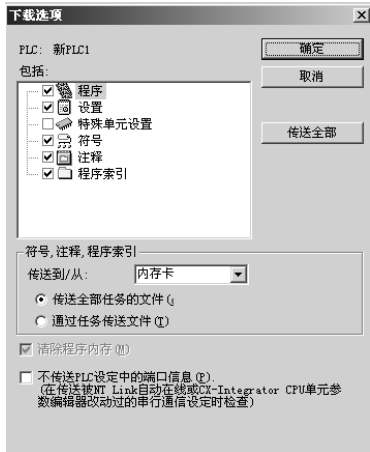 下载选项
PLC: 新PLC1
确定
包括:
取消
程序
设置
特殊单元设置
传送全部
符号
注释
程序索引
符号,注释,程序索引
传送到/从: 内存卡
传送全部任务的文件(
通过任务传送文件(T)
清除程序内存(M)
不传送PLC设定中的端口信息(P).
(在传送被NT Link自动在线或CX-Integrator CPU单元参
数编辑器改动过的串行通信设定时检查)